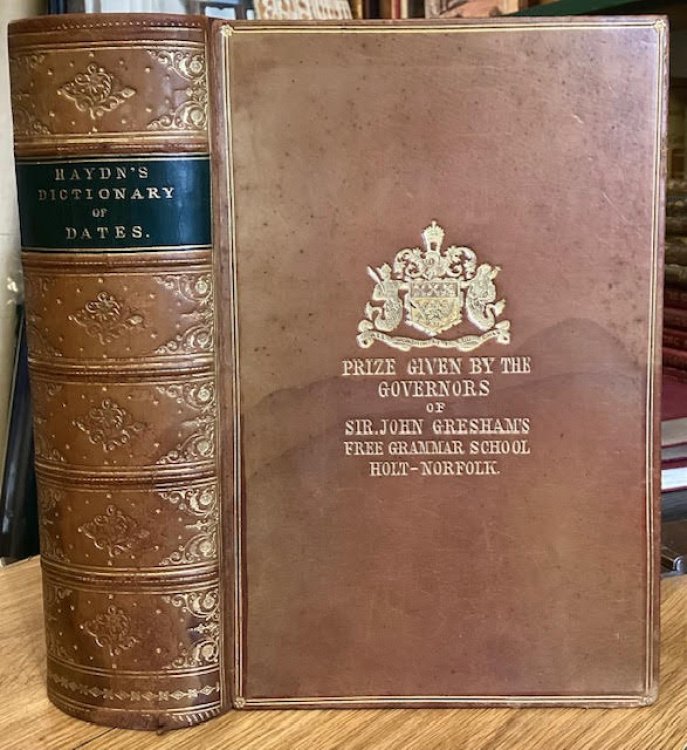 HAYDN'S
DICTIONARY
OF
DATES.
PRIZE GIVEN BY THE
GOVERNORS
OF
SIR. JOHN GRESHAM'S
FREE GRAMMAR SCHOOL
HOLT-NORFOLK.